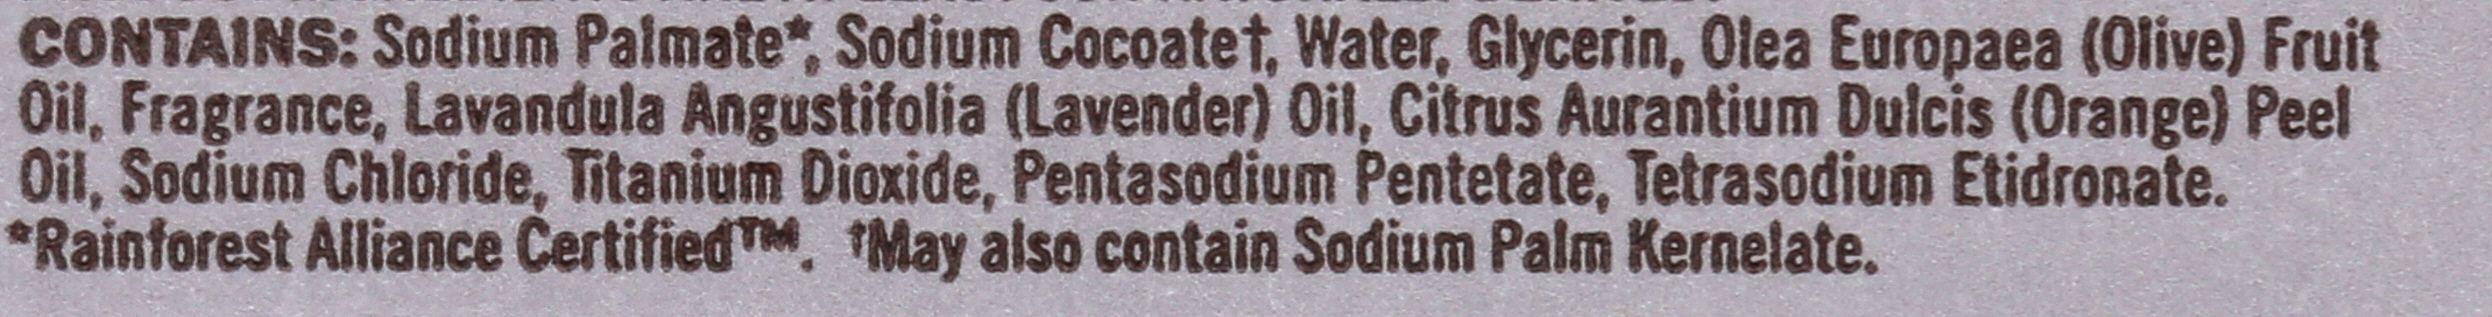 CONTAINS: Sodium Palmate*, Sodium Cocoate†, Water, Glycerin, Olea Europaea (Olive) Fruit
Oil, Fragrance, Lavandula Angustifolia (Lavender) Oil, Citrus Aurantium Dulcis (Orange) Peel
Oil, Sodium Chloride, Titanium Dioxide, Pentasodium Pentetate, Tetrasodium Etidronate.
*Rainforest Alliance Certified™. †May also contain Sodium Palm Kernelate.